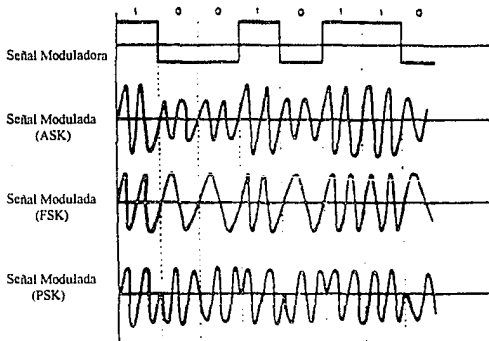 1 0 0 1 0 1 1 0
Señal Moduladora
Señal Modulada
(ASK)
Señal Modulada
(FSK)
Señal Modulada
(PSK)